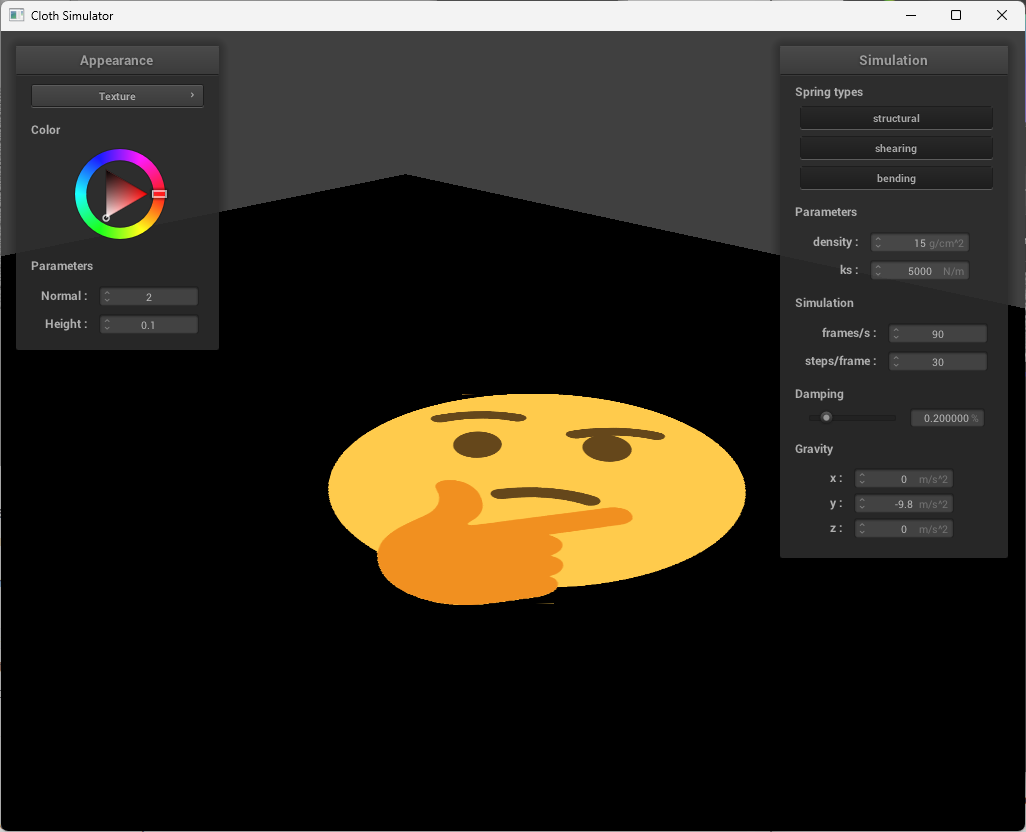 Cloth Simulator
Appearance
Texture
Color
Parameters
Normal : 2
Height : 0.1
Simulation
Spring types
structural
shearing
bending
Parameters
density : 15 g/cm^2
ks : 5000 N/m
Simulation
frames/s : 90
steps/frame : 30
Damping
0.200000 %
Gravity
x : 0 m/s^2
y : -9.8 m/s^2
z : 0 m/s^2